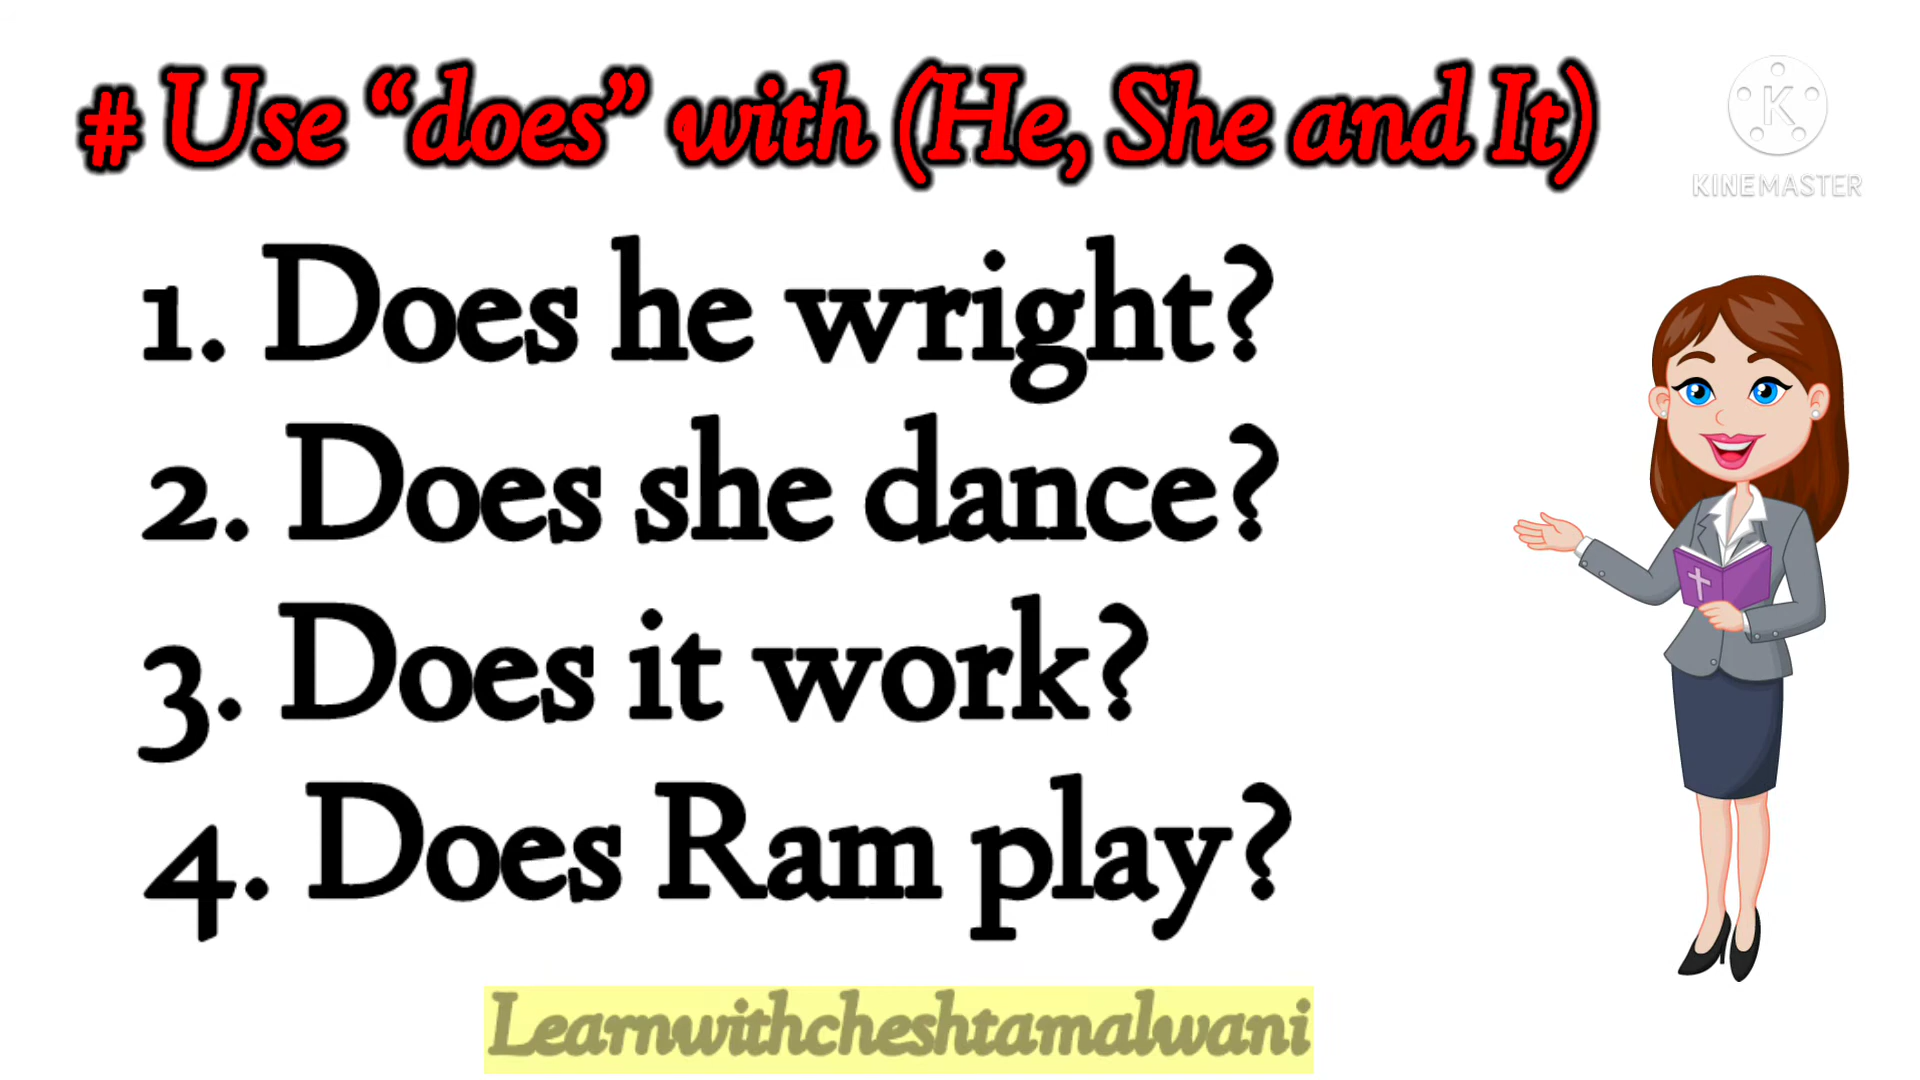 # Use “does” with (He, She and It)
KINEMASTER
1. Does he wright?
2. Does she dance?
3. Does it work?
4. Does Ram play?
Learnwithcheshtamalwani